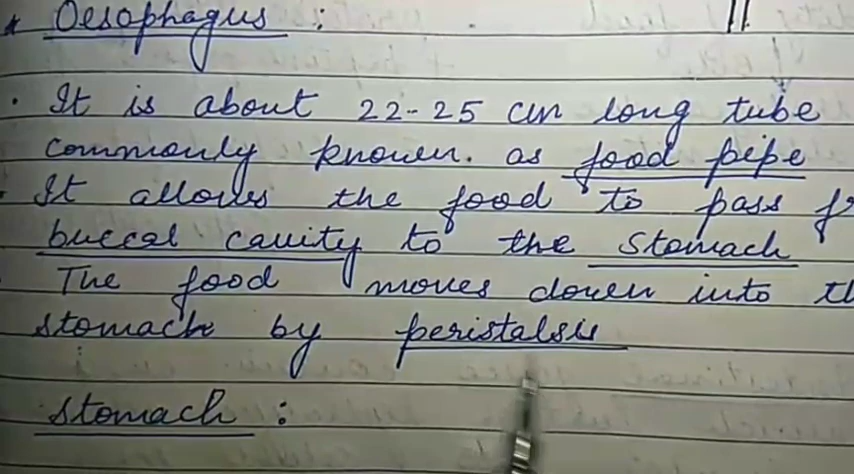 * Oesophagus :
• It is about 22-25 cm long tube
commonly known. as food pipe
• It allows the food to pass
buccal cavity to the stomach
The food moves down into
stomach by peristalsis
Stomach :